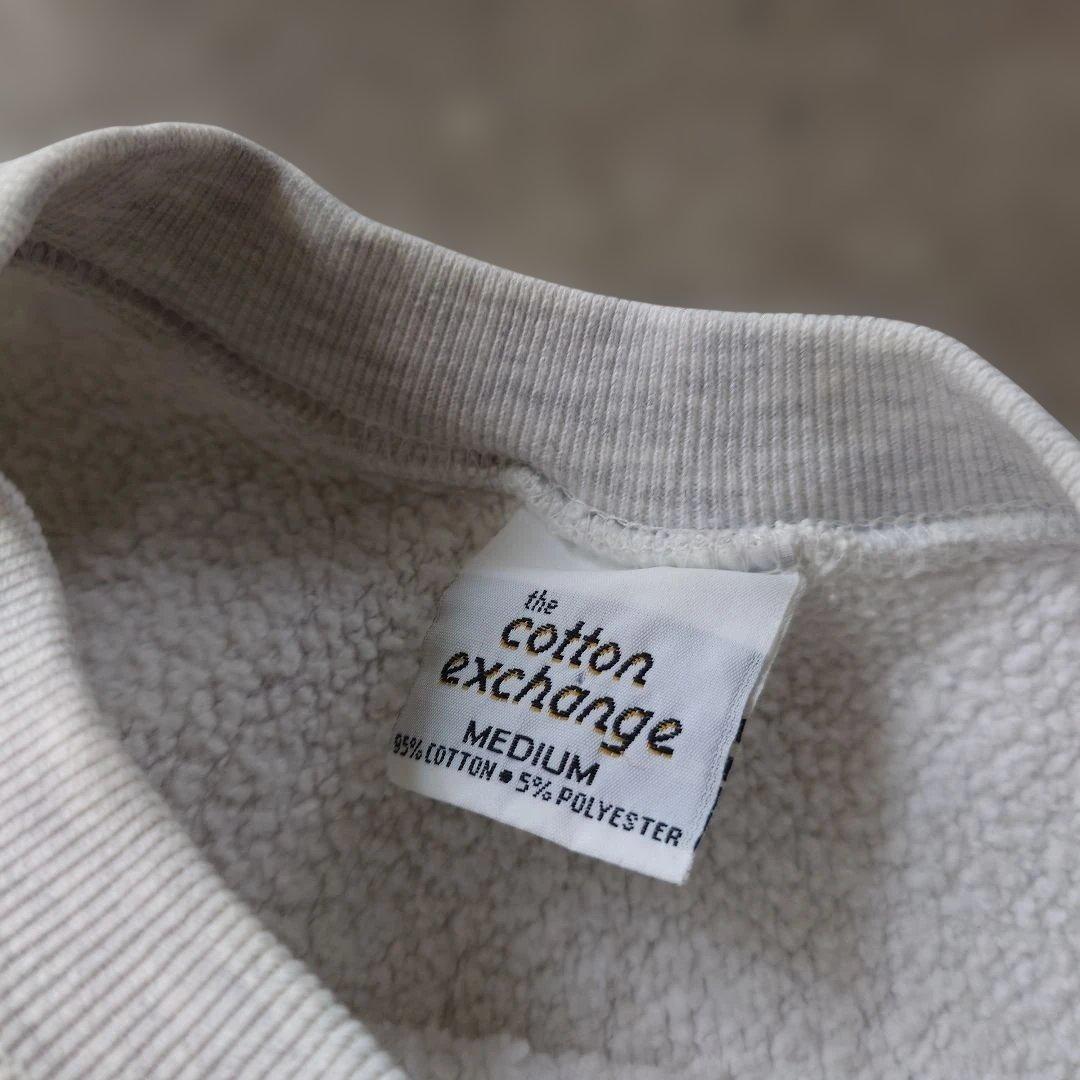 the
cotton
exchange
MEDIUM
95% COTTON • 5% POLYESTER